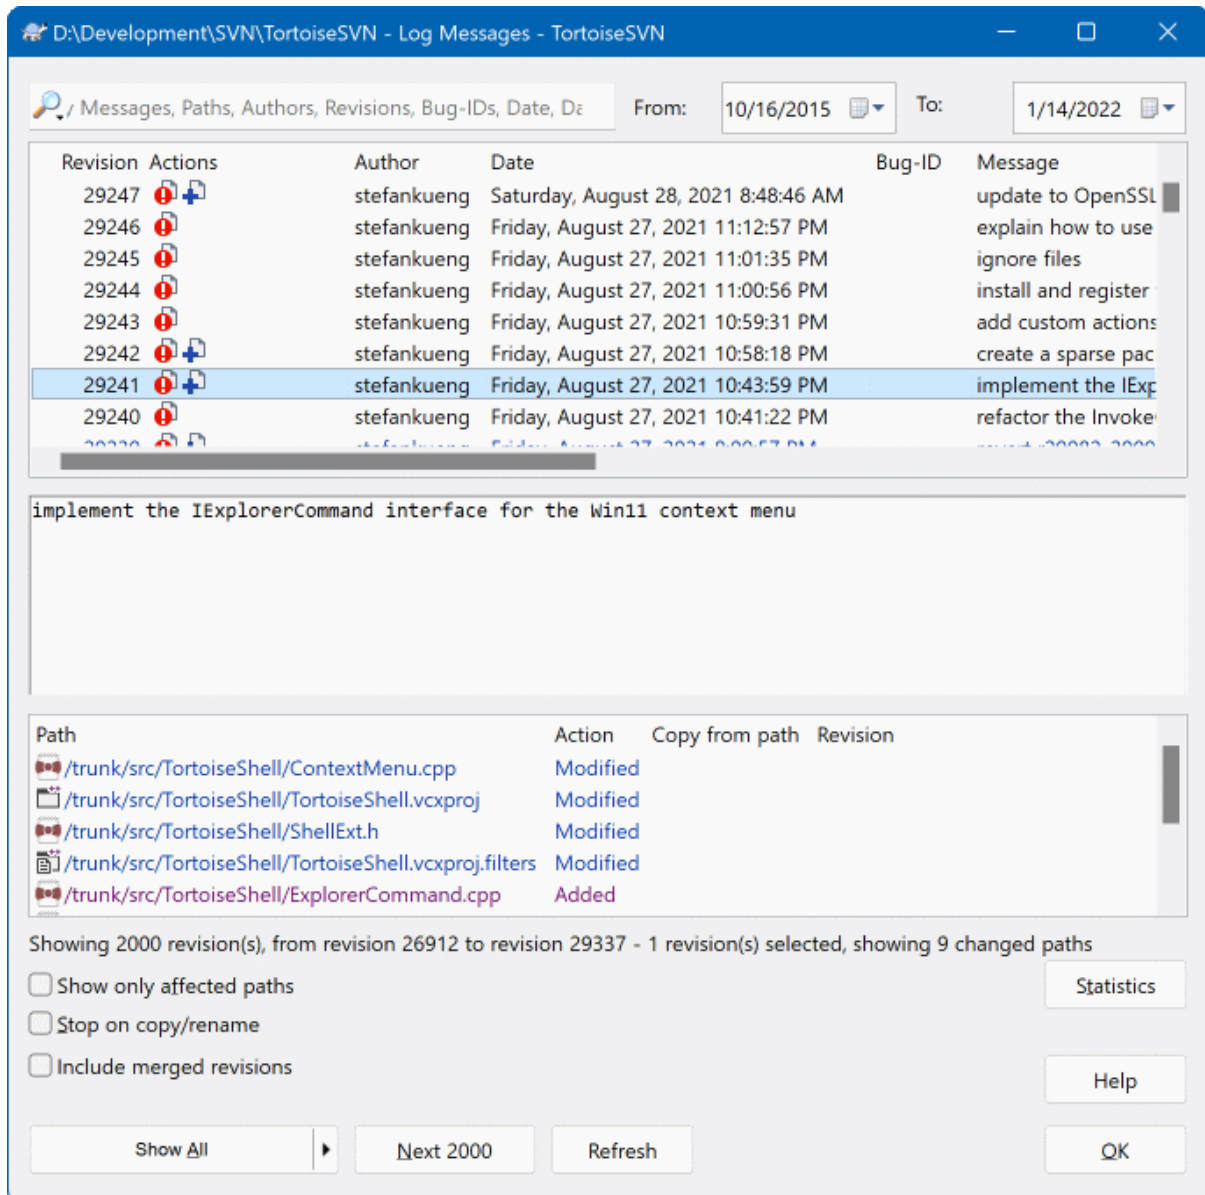 D:\Development\SVN\TortoiseSVN - Log Messages - TortoiseSVN
Messages, Paths, Authors, Revisions, Bug-IDs, Date, Da From: 10/16/2015 To: 1/14/2022
Revision Actions Author Date Bug-ID Message
29247 stefankueng Saturday, August 28, 2021 8:48:46 AM update to OpenSSL
29246 stefankueng Friday, August 27, 2021 11:12:57 PM explain how to use
29245 stefankueng Friday, August 27, 2021 11:01:35 PM ignore files
29244 stefankueng Friday, August 27, 2021 11:00:56 PM install and register
29243 stefankueng Friday, August 27, 2021 10:59:31 PM add custom actions
29242 stefankueng Friday, August 27, 2021 10:58:18 PM create a sparse pac
29241 stefankueng Friday, August 27, 2021 10:43:59 PM implement the IExp
29240 stefankueng Friday, August 27, 2021 10:41:22 PM refactor the Invoke
implement the IExplorerCommand interface for the Win11 context menu
Path Action Copy from path Revision
/trunk/src/TortoiseShell/ContextMenu.cpp Modified
/trunk/src/TortoiseShell/TortoiseShell.vcxproj Modified
/trunk/src/TortoiseShell/ShellExt.h Modified
/trunk/src/TortoiseShell/TortoiseShell.vcxproj.filters Modified
/trunk/src/TortoiseShell/ExplorerCommand.cpp Added
Showing 2000 revision(s), from revision 26912 to revision 29337 - 1 revision(s) selected, showing 9 changed paths
Show only affected paths Statistics
Stop on copy/rename
Include merged revisions
Help
Show All Next 2000 Refresh OK